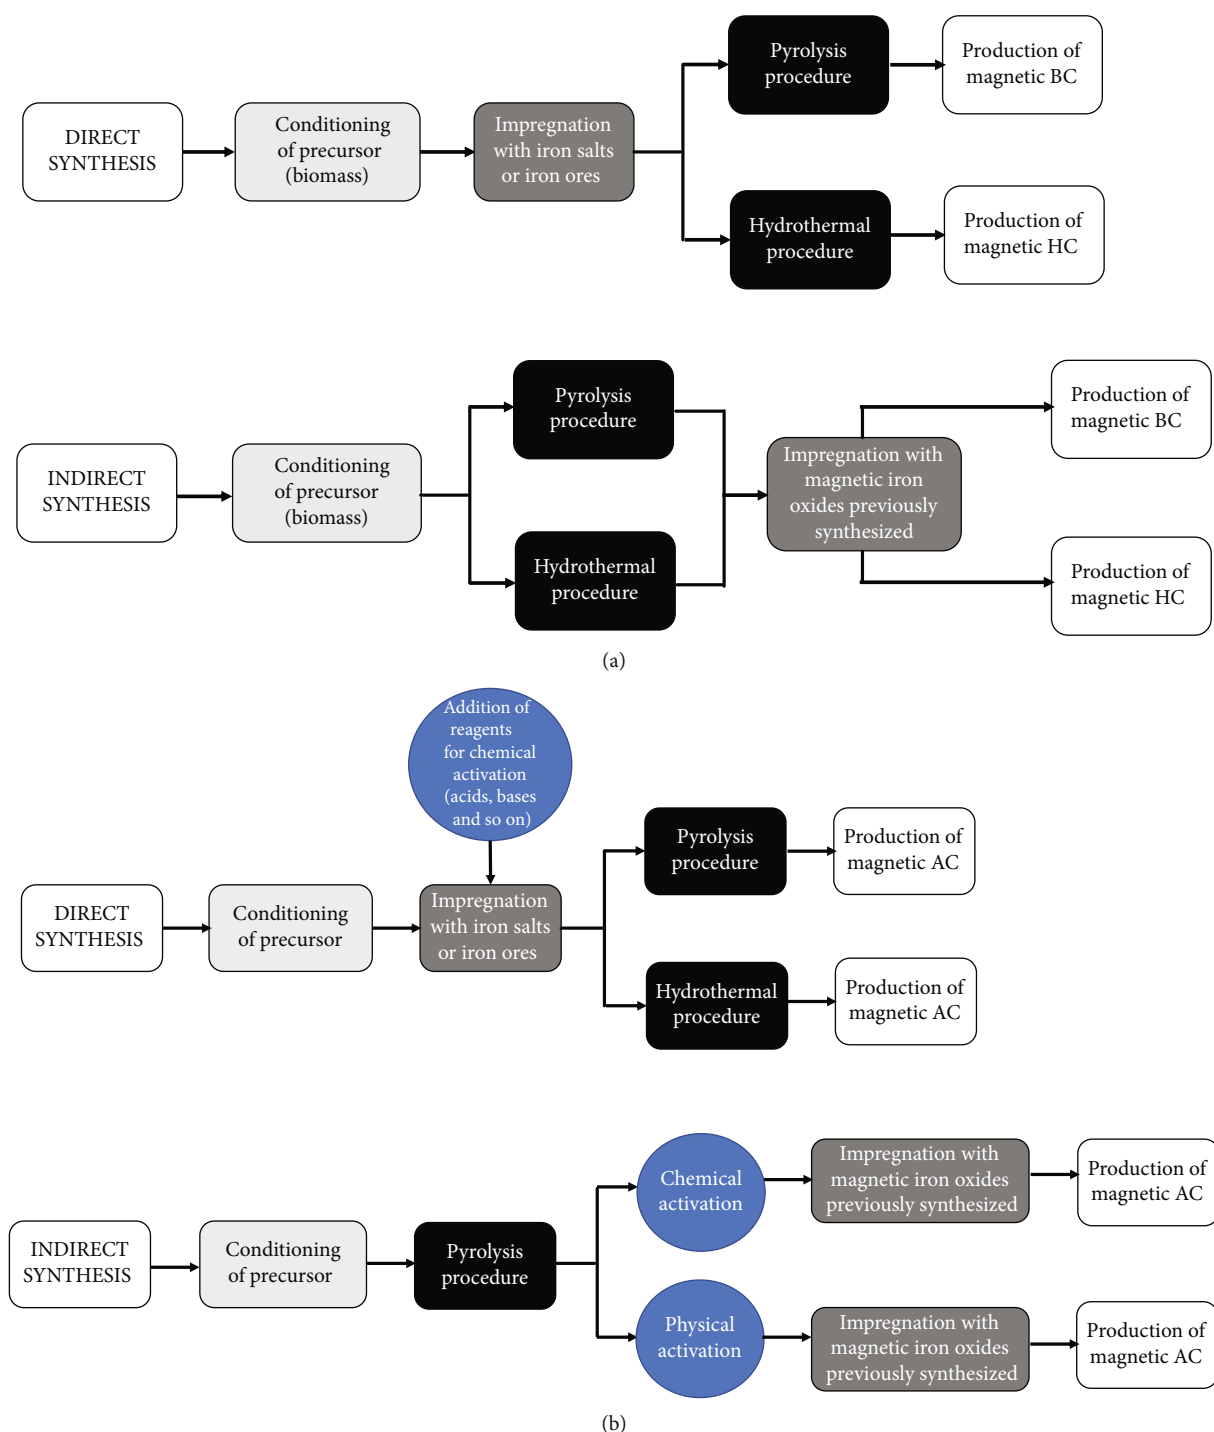 DIRECT
SYNTHESIS
Conditioning
of precursor
(biomass)
Impregnation
with iron salts
or iron ores
Pyrolysis
procedure
Production of
magnetic BC
Hydrothermal
procedure
Production of
magnetic HC
INDIRECT
SYNTHESIS
Conditioning
of precursor
(biomass)
Pyrolysis
procedure
Hydrothermal
procedure
Impregnation with
magnetic iron
oxides previously
synthesized
Production of
magnetic BC
Production of
magnetic HC
(a)
Addition of
reagents
for chemical
activation
(acids, bases
and so on)
DIRECT
SYNTHESIS
Conditioning
of precursor
Impregnation
with iron salts
or iron ores
Pyrolysis
procedure
Production of
magnetic AC
Hydrothermal
procedure
Production of
magnetic AC
INDIRECT
SYNTHESIS
Conditioning
of precursor
Pyrolysis
procedure
Chemical
activation
Impregnation with
magnetic iron oxides
previously synthesized
Production of
magnetic AC
Physical
activation
Impregnation with
magnetic iron oxides
previously synthesized
Production of
magnetic AC
(b)